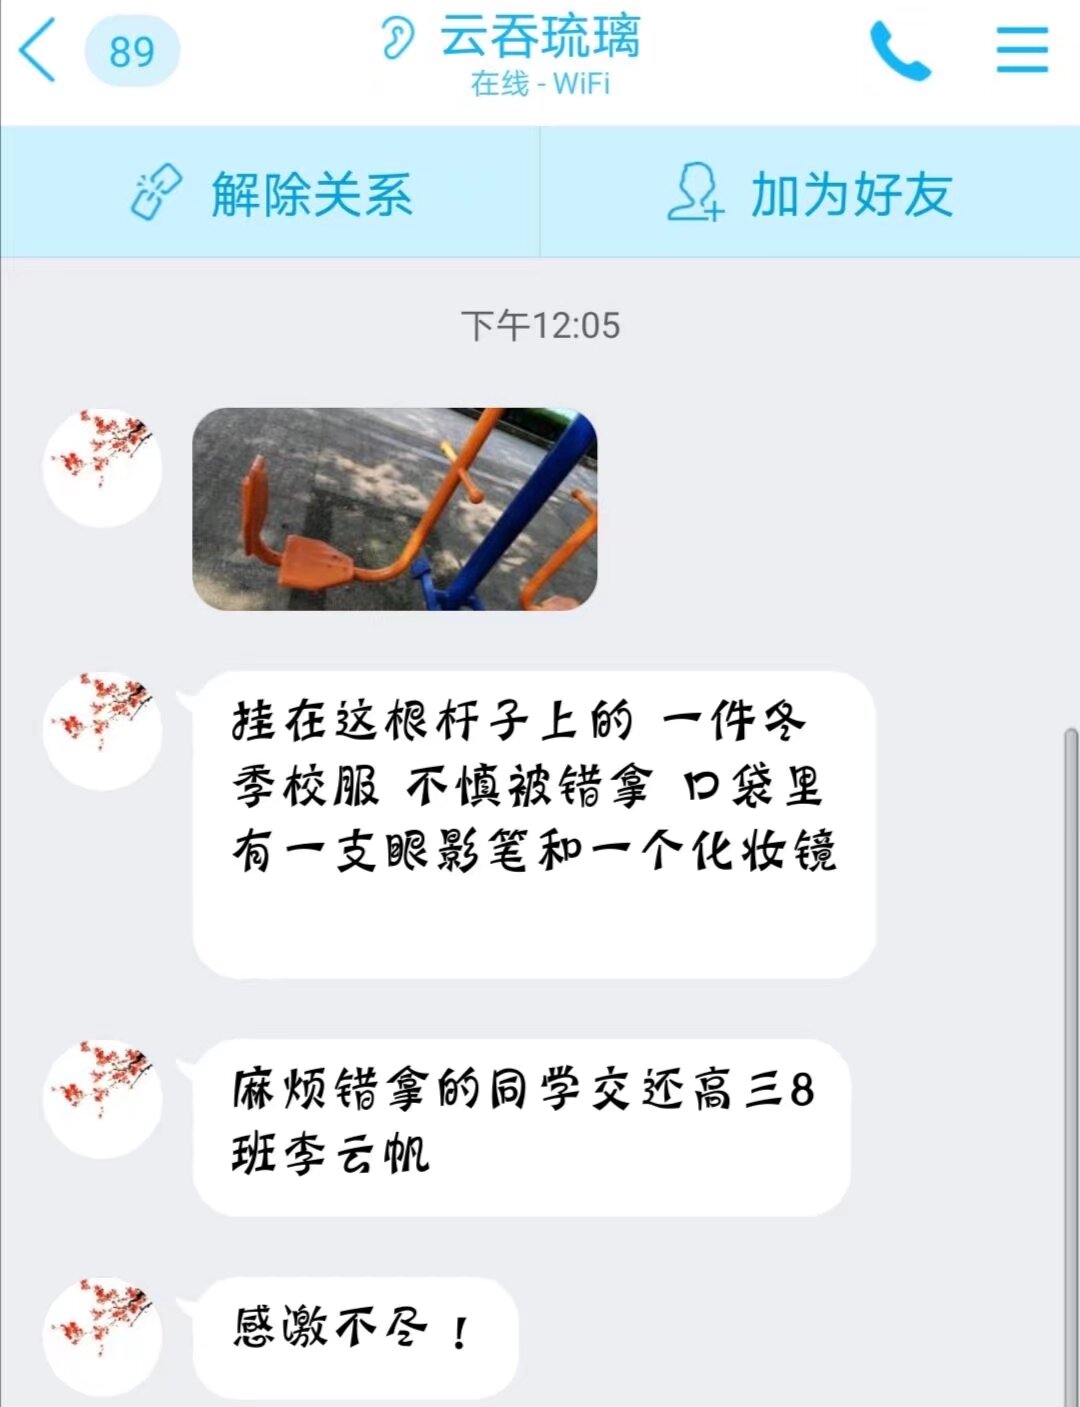 89
云吞琉璃
在线 - WiFi
解除关系
加为好友
下午12:05
挂在这根杆子上的 一件冬
季校服 不慎被错拿 口袋里
有一支眼影笔和一个化妆镜
麻烦错拿的同学交还高三8
班李云帆
感激不尽！